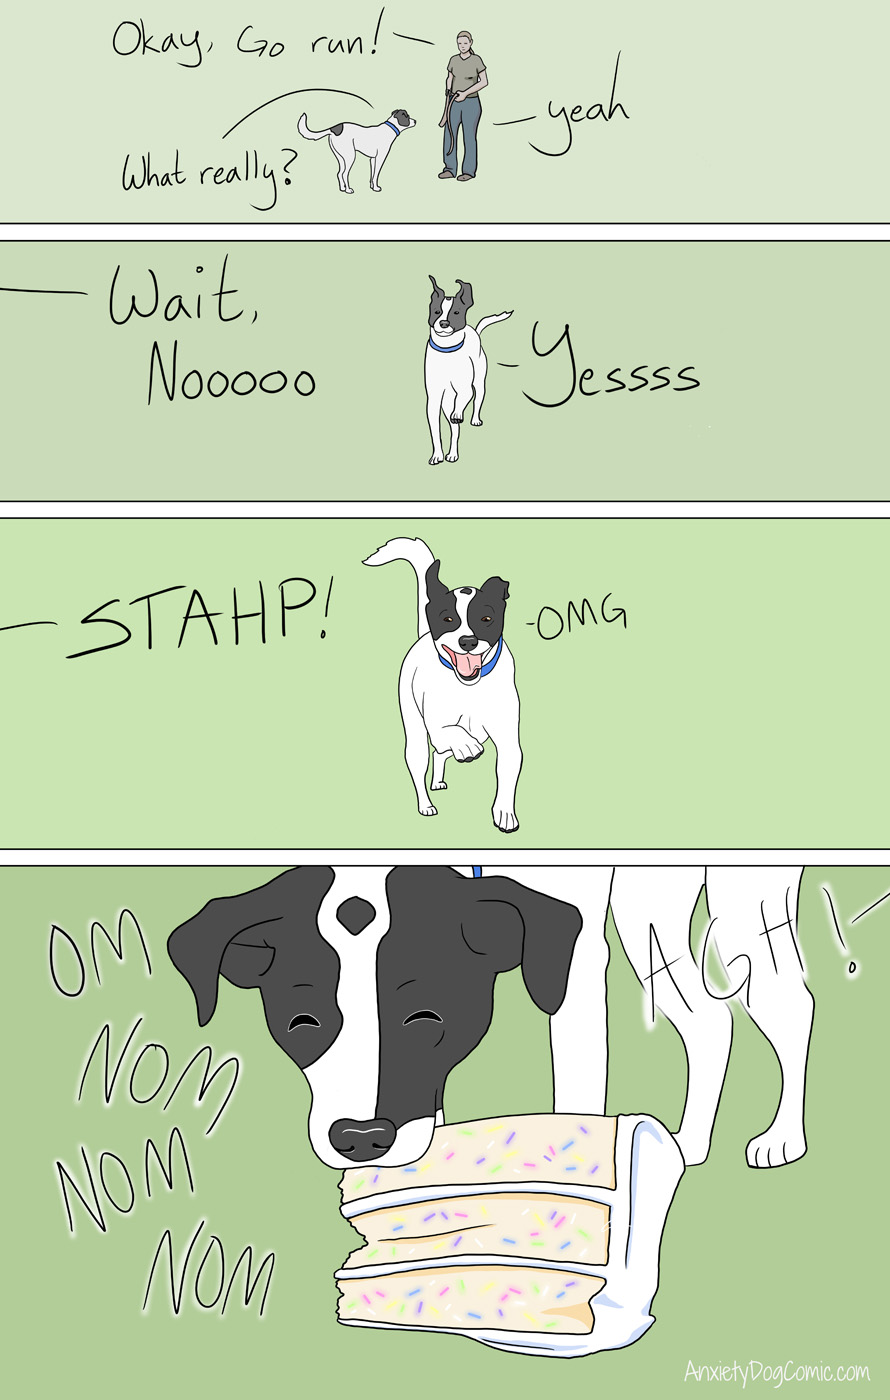 Okay, Go run!
yeah
What really?
Wait,
Nooooo
Yessss
STAHP!
OMG
OM
NOM
NOM
NOM
AGH!
AnxietyDogComic.com